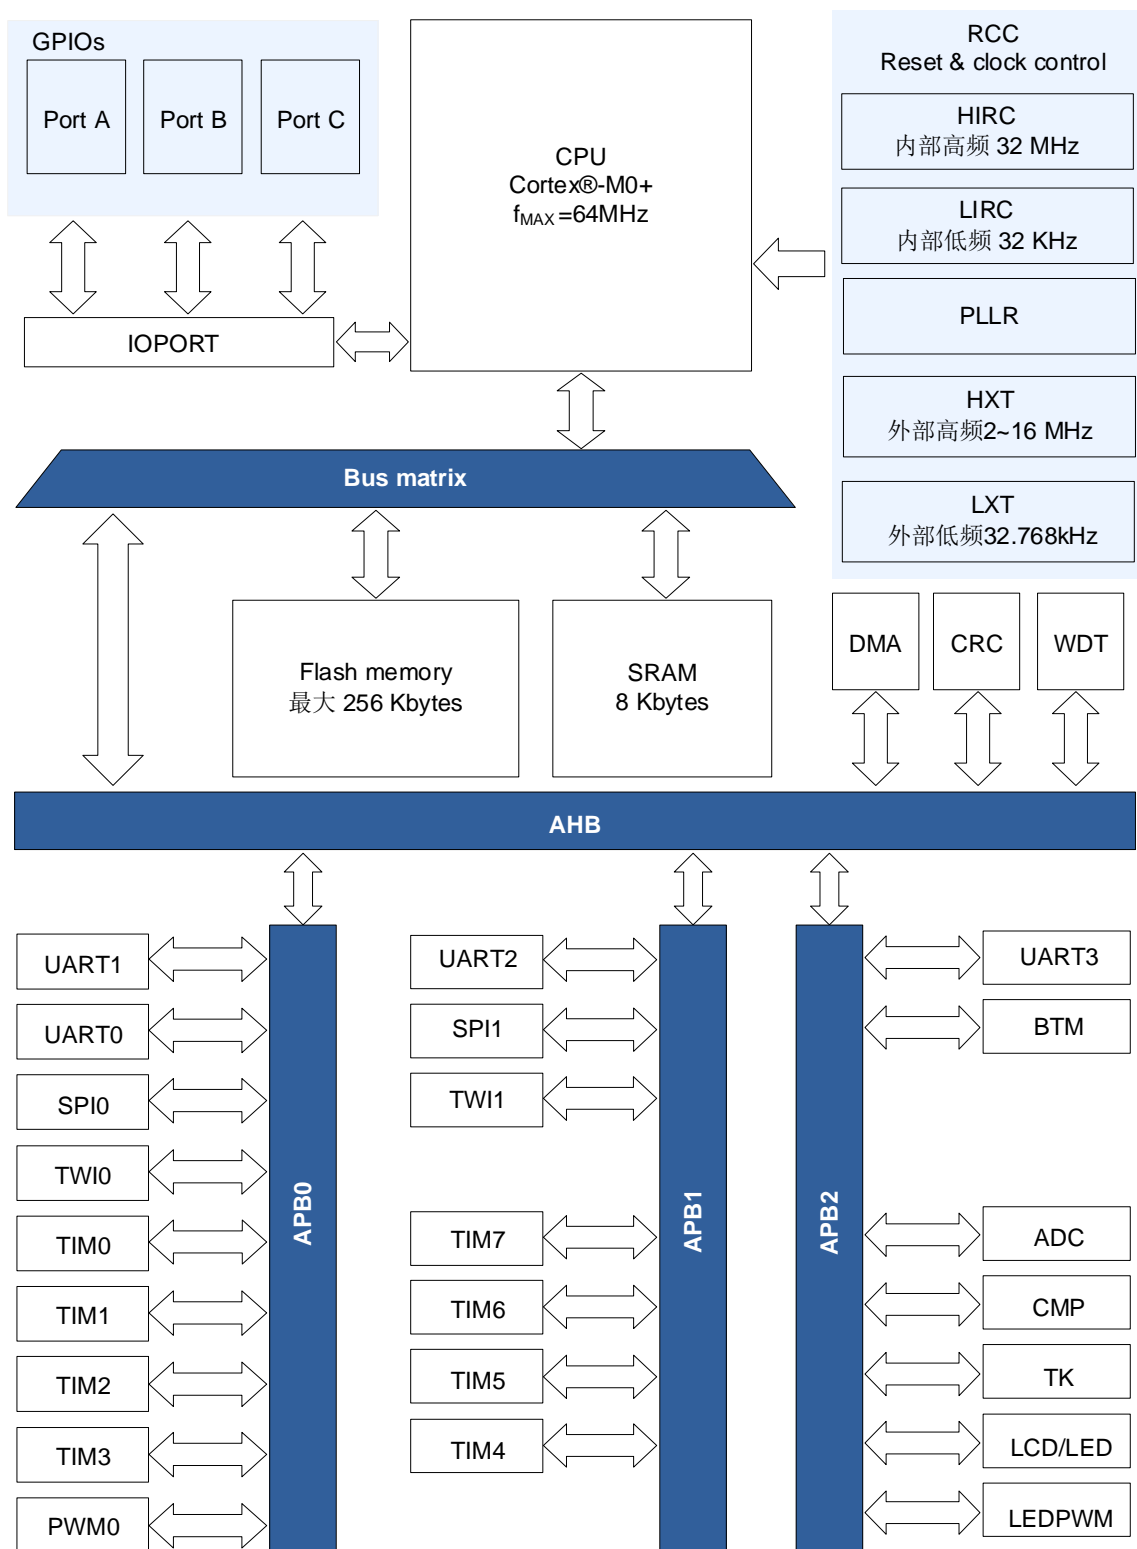 GPIOs
Port A
Port B
Port C
IOPORT
CPU
Cortex®-M0+
fMAX=64MHz
RCC
Reset & clock control
HIRC
内部高频 32 MHz
LIRC
内部低频 32 KHz
PLLR
HXT
外部高频2~16 MHz
LXT
外部低频32.768kHz
Bus matrix
Flash memory
最大 256 Kbytes
SRAM
8 Kbytes
DMA
CRC
WDT
AHB
UART1
UART0
SPI0
TWI0
TIM0
TIM1
TIM2
TIM3
PWM0
APB0
UART2
SPI1
TWI1
TIM7
TIM6
TIM5
TIM4
APB1
APB2
UART3
BTM
ADC
CMP
TK
LCD/LED
LEDPWM